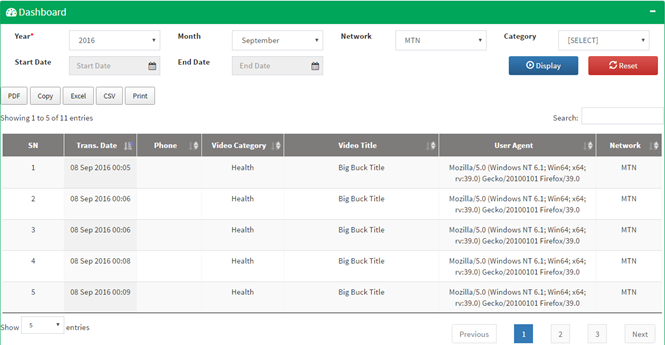 Dashboard
Year* 2016 Month September Network MTN Category [SELECT]
Start Date Start Date End Date End Date Display Reset
PDF Copy Excel CSV Print
Showing 1 to 5 of 11 entries Search:
SN Trans. Date Phone Video Category Video Title User Agent Network
1 08 Sep 2016 00:05 Health Big Buck Title Mozilla/5.0 (Windows NT 6.1; Win64; x64; MTN
rv:39.0) Gecko/20100101 Firefox/39.0
2 08 Sep 2016 00:06 Health Big Buck Title Mozilla/5.0 (Windows NT 6.1; Win64; x64; MTN
rv:39.0) Gecko/20100101 Firefox/39.0
3 08 Sep 2016 00:06 Health Big Buck Title Mozilla/5.0 (Windows NT 6.1; Win64; x64; MTN
rv:39.0) Gecko/20100101 Firefox/39.0
4 08 Sep 2016 00:08 Health Big Buck Title Mozilla/5.0 (Windows NT 6.1; Win64; x64; MTN
rv:39.0) Gecko/20100101 Firefox/39.0
5 08 Sep 2016 00:09 Health Big Buck Title Mozilla/5.0 (Windows NT 6.1; Win64; x64; MTN
rv:39.0) Gecko/20100101 Firefox/39.0
Show 5 entries Previous 1 2 3 Next